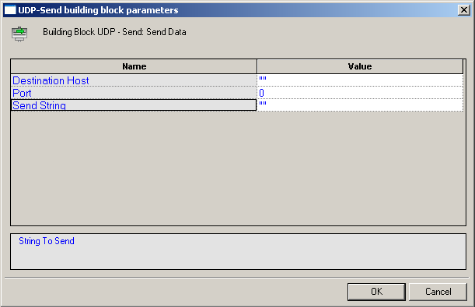 UDP-Send building block parameters
Building Block UDP - Send: Send Data
Name Value
Destination Host ""
Port 0
Send String ""
String To Send
OK Cancel